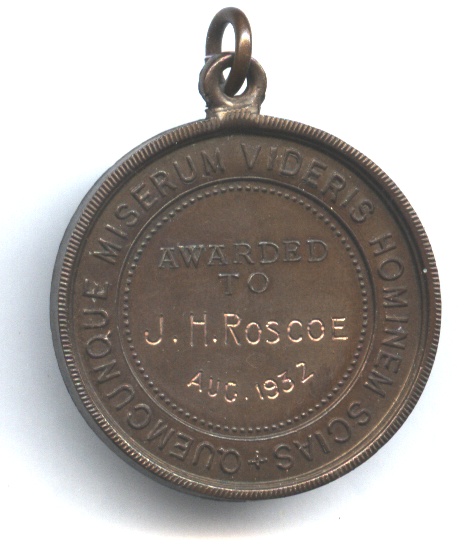 QUEMCUNQUE MISERUM VIDERIS HOMINEM SCIAS
AWARDED
TO
J. H. ROSCOE
AUG. 1932